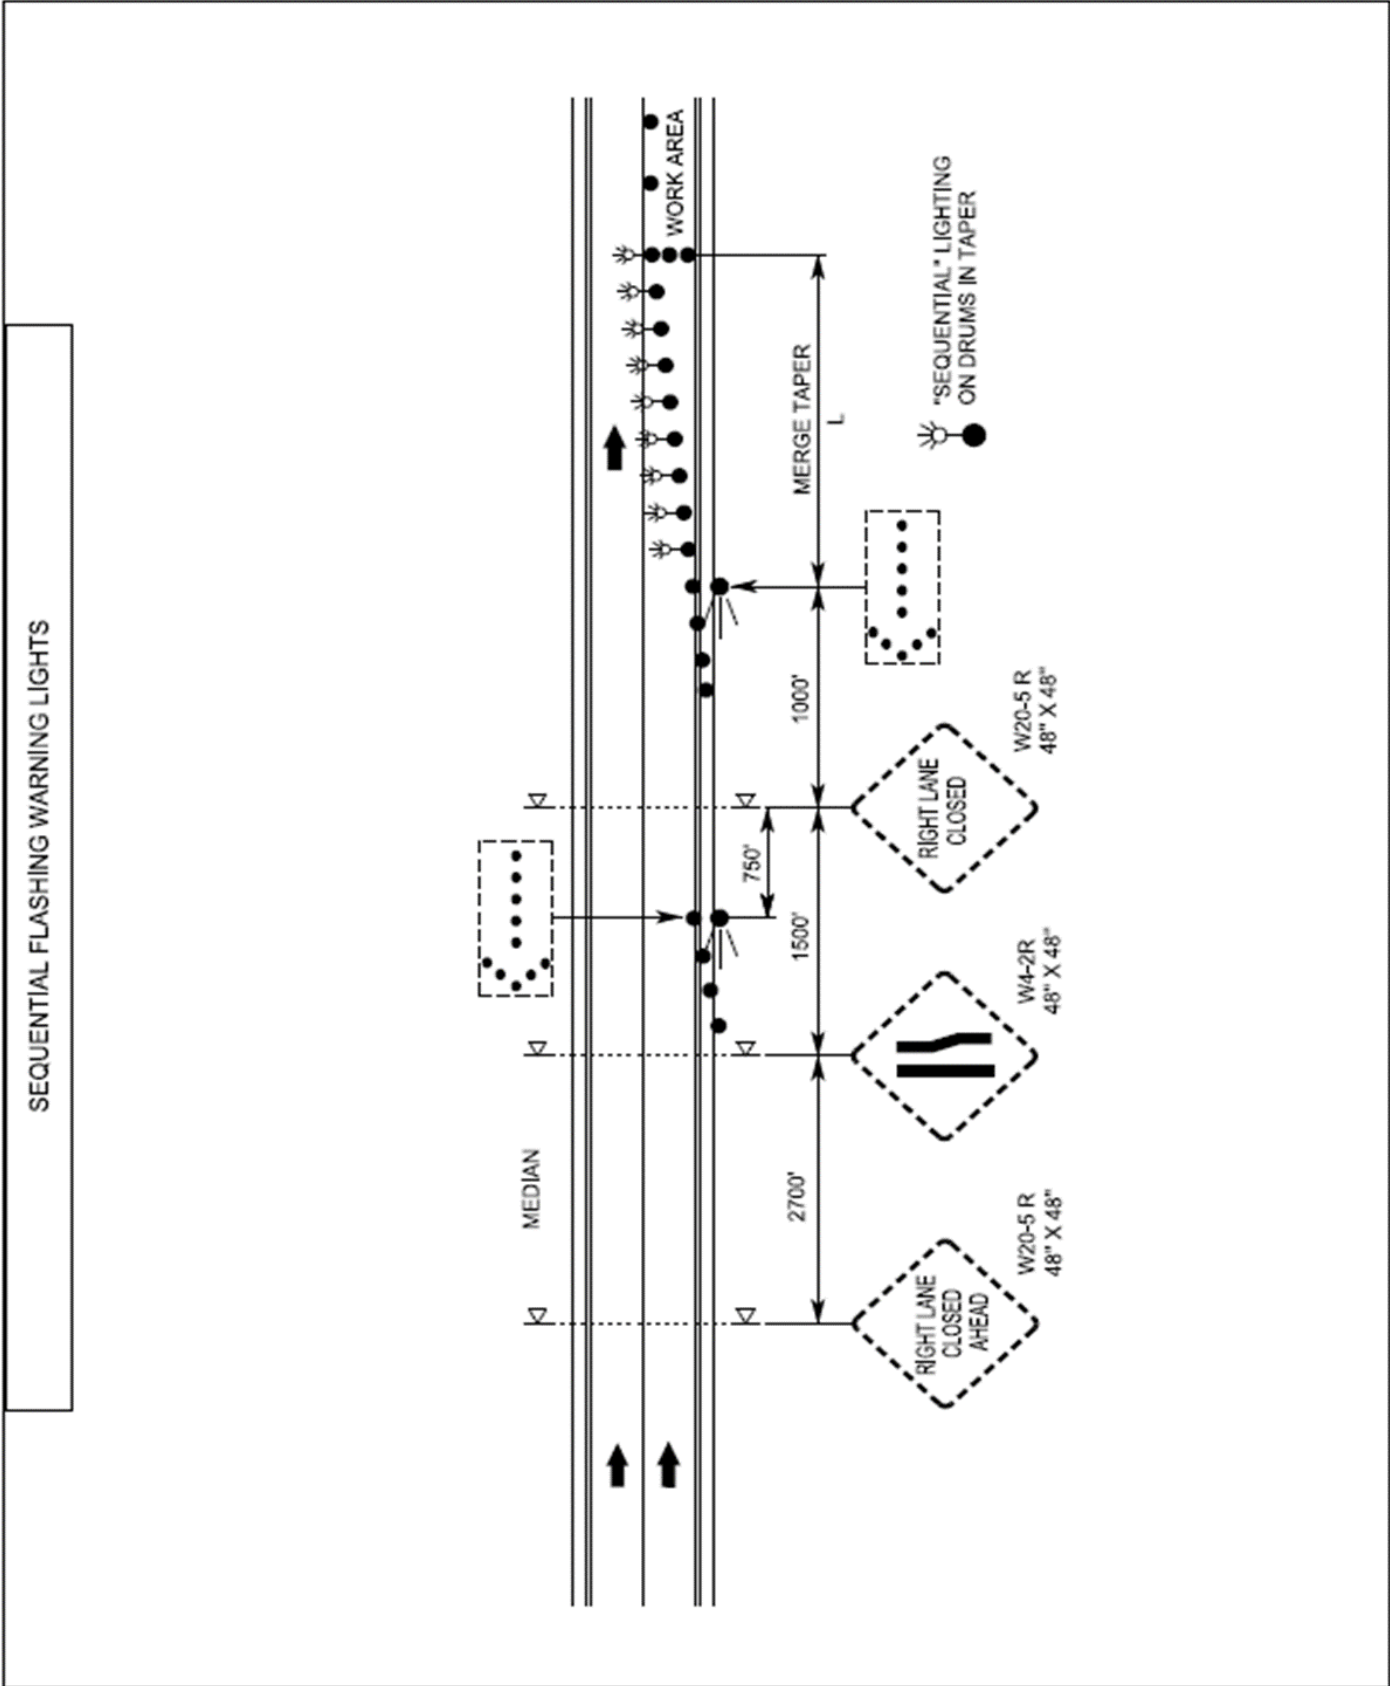 SEQUENTIAL FLASHING WARNING LIGHTS
MEDIAN
WORK AREA
2700'
1500'
750'
1000'
MERGE TAPER
L
RIGHT LANE
CLOSED
AHEAD
W20-5 R
48" X 48"
W4-2R
48" X 48"
RIGHT LANE
CLOSED
W20-5 R
48" X 48"
"SEQUENTIAL" LIGHTING
ON DRUMS IN TAPER